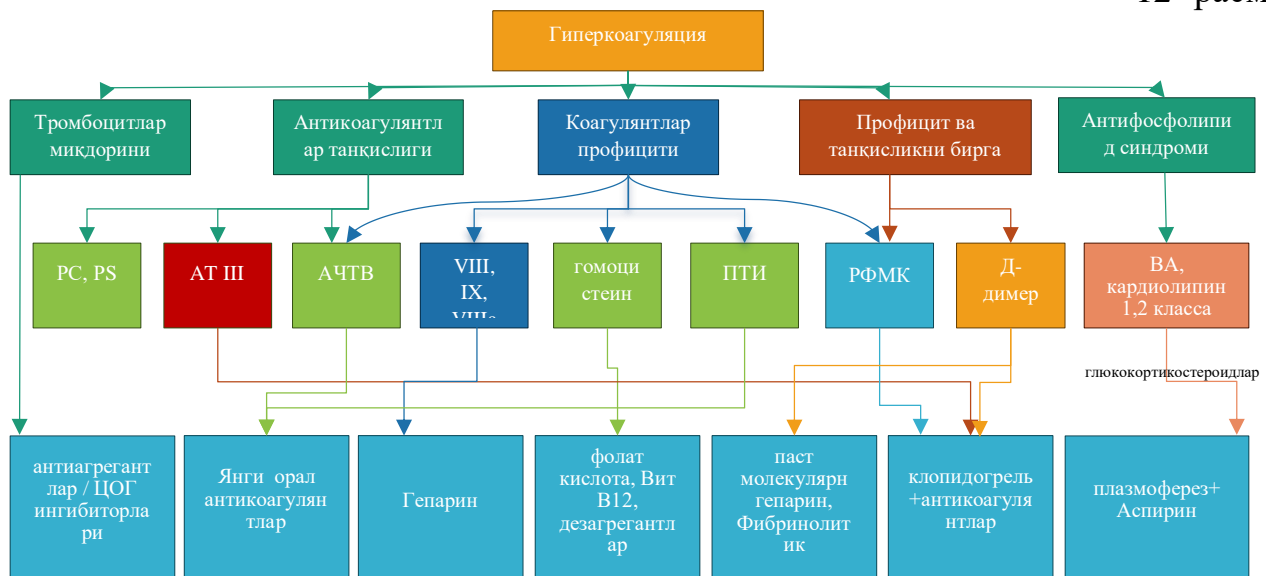 12- расм
Гиперкоагуляция
Тромбоцитлар
миқдорини
Антикоагулянтл
ар танқислиги
Коагулянтлар
профицити
Профицит ва
танқисликни бирга
Антифосфолипи
д синдроми
PC, PS
АТ III
АЧТВ
VIII,
IX,
гомоци
стеин
ПТИ
РФМК
Д-
димер
ВА,
кардиолипин
1,2 класса
глюкокортикостероидлар
антиагрегант
лар / ЦОГ
ингибиторла
ри
Янги орал
антикоагулян
тлар
Гепарин
фолат
кислота, Вит
В12,
дезагрегантл
ар
паст
молекулярн
гепарин,
Фибринолит
ик
клопидогрель
+антикоагуля
нтлар
плазмоферез+
Аспирин